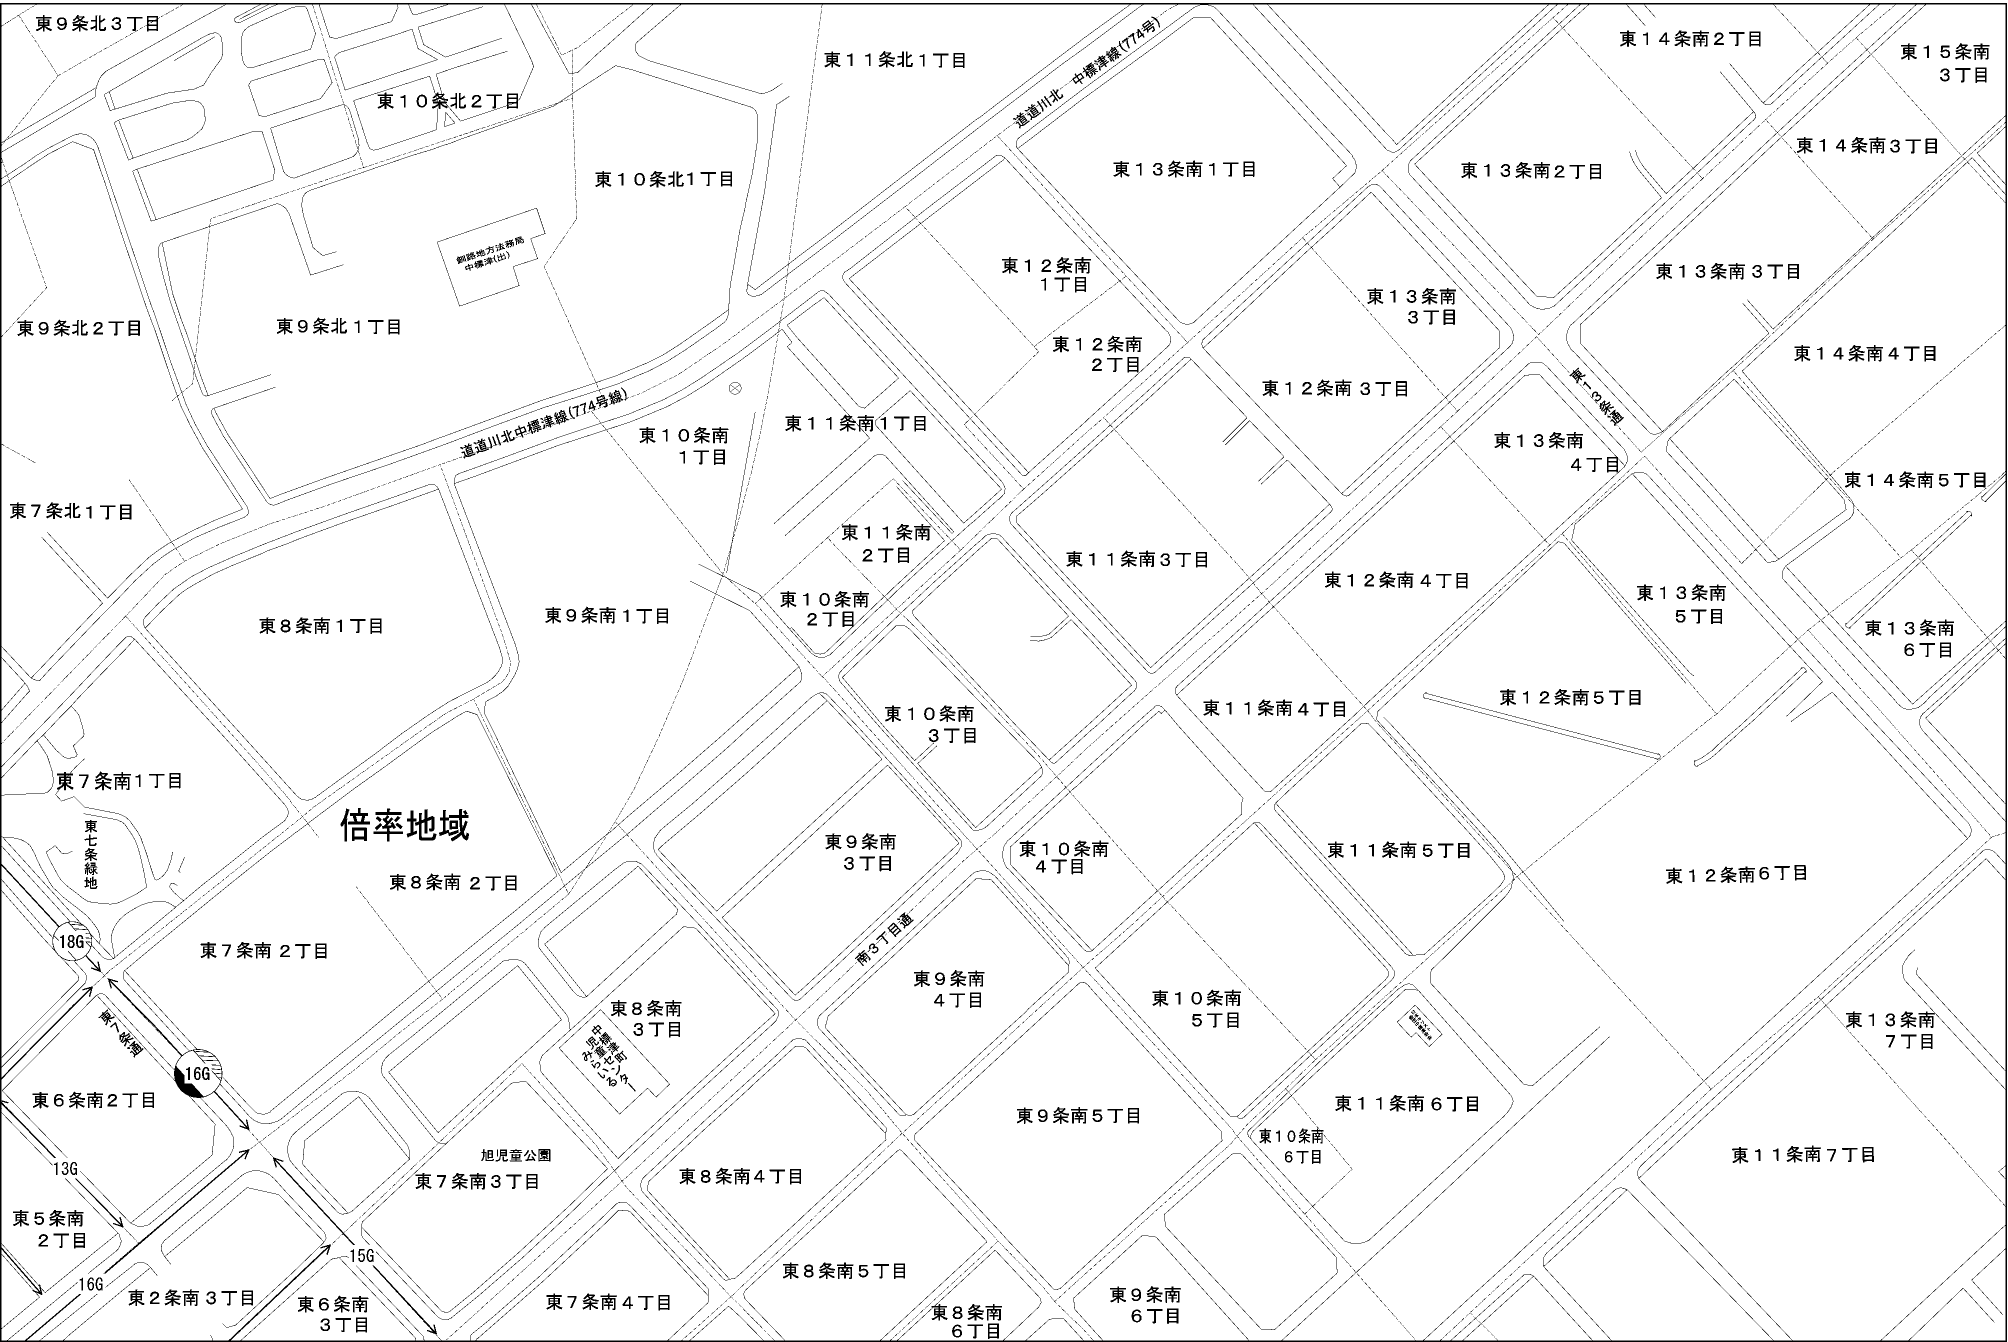 東９条北３丁目
東１０条北２丁目
東１１条北１丁目
道道川北 中標津線(774号)
東１４条南２丁目
東１５条南
３丁目
東１０条北１丁目
東１３条南１丁目
東１３条南２丁目
東１４条南３丁目
釧路地方法務局
中標津(出)
東９条北２丁目
東９条北１丁目
東１２条南
１丁目
東１２条南
２丁目
東１３条南
３丁目
東１３条南３丁目
東１４条南４丁目
東１２条南３丁目
東１３条通
道道川北中標津線(774号線)
東１０条南
１丁目
東１１条南１丁目
東１３条南
４丁目
東１４条南５丁目
東７条北１丁目
東１１条南
２丁目
東１１条南３丁目
東１２条南４丁目
東１０条南
２丁目
東１３条南
５丁目
東１３条南
６丁目
東８条南１丁目
東９条南１丁目
東１０条南
３丁目
東１１条南４丁目
東１２条南５丁目
東７条南１丁目
東七条緑地
倍率地域
東８条南２丁目
東９条南
３丁目
東１０条南
４丁目
東１１条南５丁目
東１２条南６丁目
18G
東７条南２丁目
南３丁目通
東９条南
４丁目
東１０条南
５丁目
東８条南
３丁目
中標津町
児童センター
みらいる
東１３条南
７丁目
東７条通
16G
東６条南２丁目
東９条南５丁目
東１１条南６丁目
東１０条南
６丁目
13G
旭児童公園
東７条南３丁目
東８条南４丁目
東１１条南７丁目
東５条南
２丁目
15G
16G
東２条南３丁目
東６条南
３丁目
東７条南４丁目
東８条南５丁目
東８条南
６丁目
東９条南
６丁目